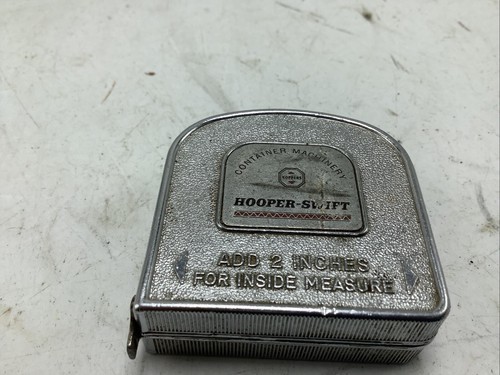 CONTAINER MACHINERY
HOOPER-SWIFT
ADD 2 INCHES
FOR INSIDE MEASURE